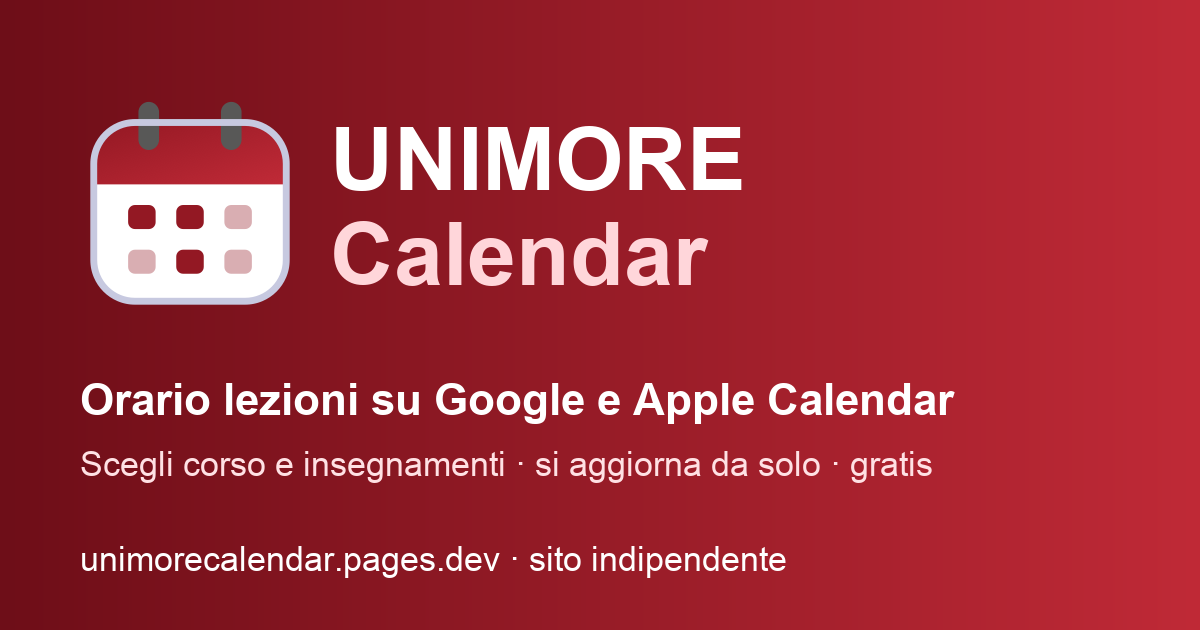 UNIMORE
Calendar
Orario lezioni su Google e Apple Calendar
Scegli corso e insegnamenti · si aggiorna da solo · gratis
unimorecalendar.pages.dev · sito indipendente